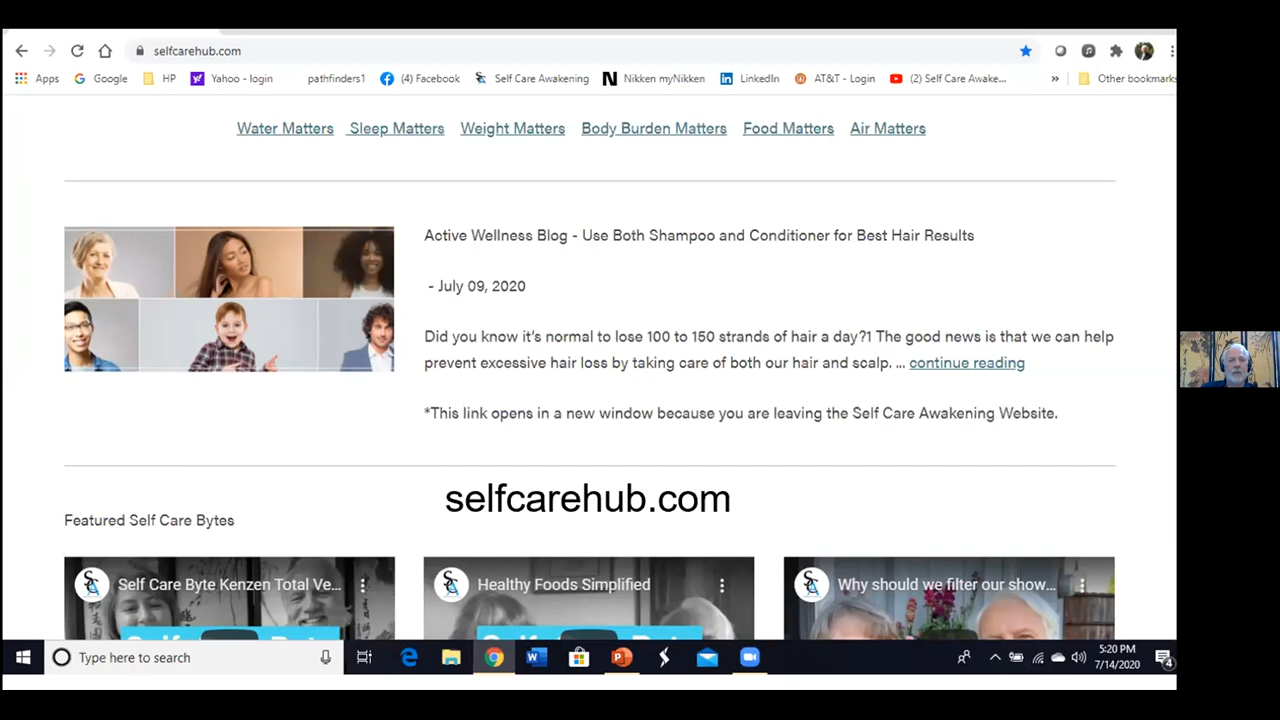 selfcarehub.com
Apps Google HP Yahoo - login pathfinders1 (4) Facebook Self Care Awakening Nikken myNikken LinkedIn AT&T - Login (2) Self Care Awake... » Other bookmarks
Water Matters Sleep Matters Weight Matters Body Burden Matters Food Matters Air Matters
Active Wellness Blog - Use Both Shampoo and Conditioner for Best Hair Results
- July 09, 2020
Did you know it's normal to lose 100 to 150 strands of hair a day?1 The good news is that we can help
prevent excessive hair loss by taking care of both our hair and scalp. ... continue reading
*This link opens in a new window because you are leaving the Self Care Awakening Website.
selfcarehub.com
Featured Self Care Bytes
Self Care Byte Kenzen Total Ve... Healthy Foods Simplified Why should we filter our show...
Type here to search
5:20 PM
7/14/2020
4